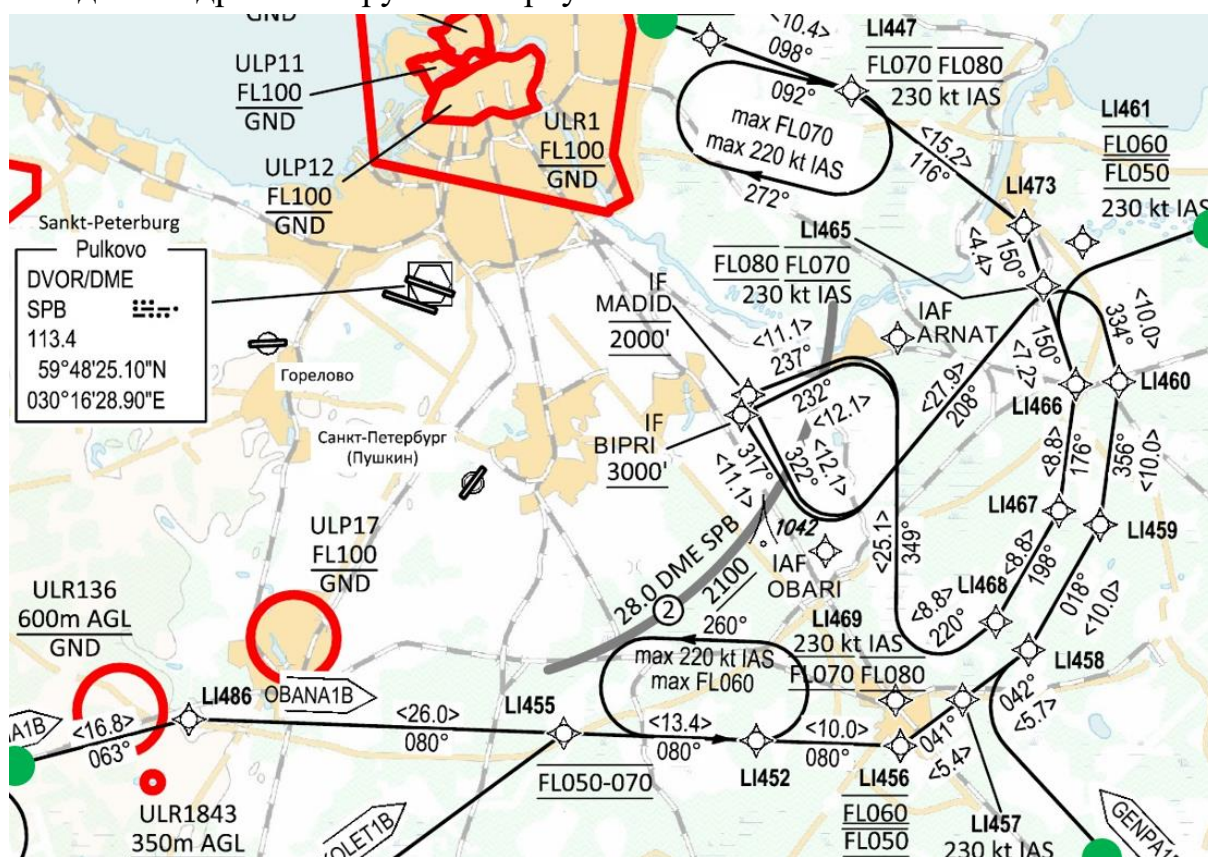 GND
ULP11
FL100
GND
ULP12
FL100
GND
ULR1
FL100
GND
<10.4>
098°
092°
max FL070
max 220 kt IAS
272°
LI447
FL070 FL080
230 kt IAS
<15.2>
116°
LI461
FL060
FL050
230 kt IAS
LI473
LI465
<4.4>
150°
Sankt-Peterburg
Pulkovo
DVOR/DME
SPB
113.4
59°48'25.10"N
030°16'28.90"E
Горелово
Санкт-Петербург
(Пушкин)
FL080 FL070
230 kt IAS
IF
MADID
2000'
IF
BIPRI
3000'
<11.1>
237°
232°
<12.1>
IAF
ARNAT
<27.9>
208°
150°
<7.2>
334°
<10.0>
LI466
LI460
317°
<11.1>
322°
<12.1>
<8.8>
176°
356°
<10.0>
LI467
LI459
1042
IAF
OBARI
<25.1>
349°
28.0 DME SPB
2
2100
<8.8>
198°
018°
<10.0>
LI468
<8.8>
220°
LI458
042°
<5.7>
ULP17
FL100
GND
ULR136
600m AGL
GND
260°
max 220 kt IAS
max FL060
LI469
230 kt IAS
FL070 FL080
A1B
<16.8>
063°
LI486
OBANA1B
<26.0>
080°
LI455
<13.4>
080°
LI452
<10.0>
080°
LI456
FL060
FL050
041°
<5.4>
LI457
230 kt IAS
FL050-070
ULR1843
350m AGL
OLET1B
GENPA1